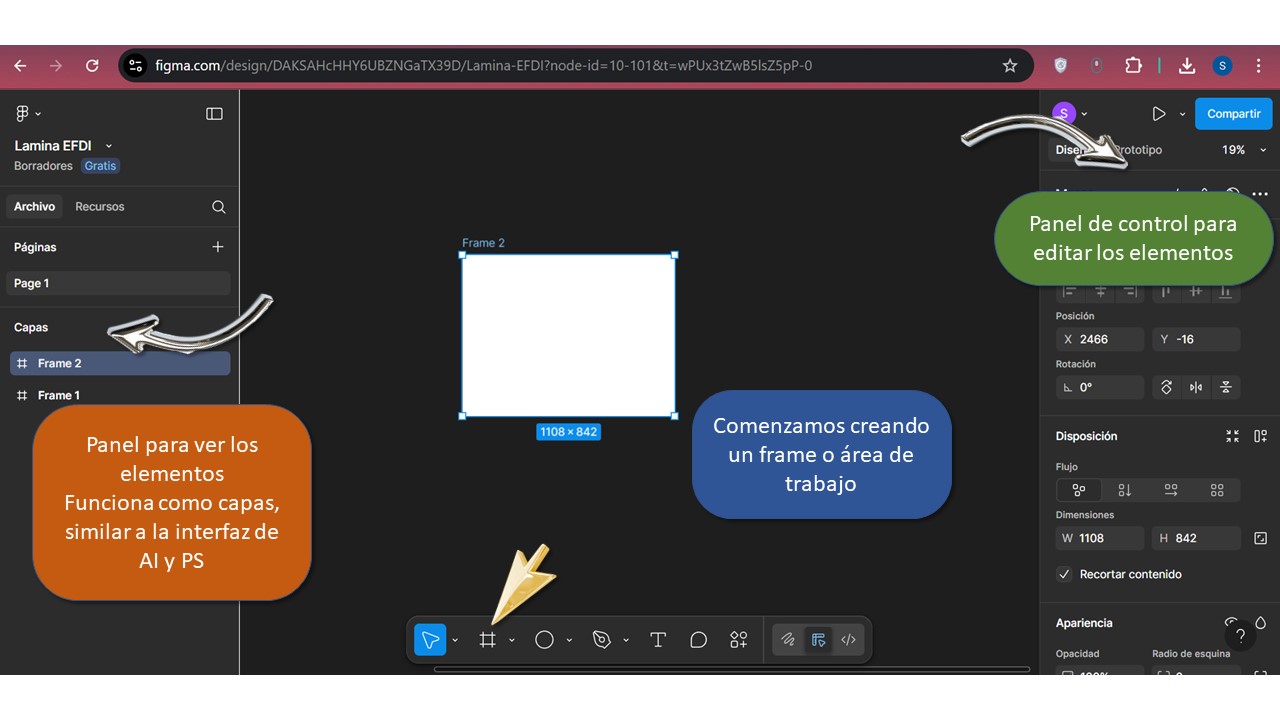 figma.com/design/DAKSAHcHHY6UBZNGaTX39D/Lamina-EFDI?node-id=10-101&t=wPUx3tZwB5lsZ5pP-0
S
Lamina EFDI
Borradores Gratis
Archivo Recursos
Páginas
Page 1
Capas
Frame 2
Frame 1
Panel para ver los
elementos
Funciona como capas,
similar a la interfaz de
AI y PS
Frame 2
1108 × 842
Comenzamos creando
un frame o área de
trabajo
S
Compartir
19%
Panel de control para
editar los elementos
Posición
X 2466 Y -16
Rotación
0°
Disposición
Flujo
Dimensiones
W 1108 H 842
Recortar contenido
Apariencia
?
Opacidad Radio de esquina